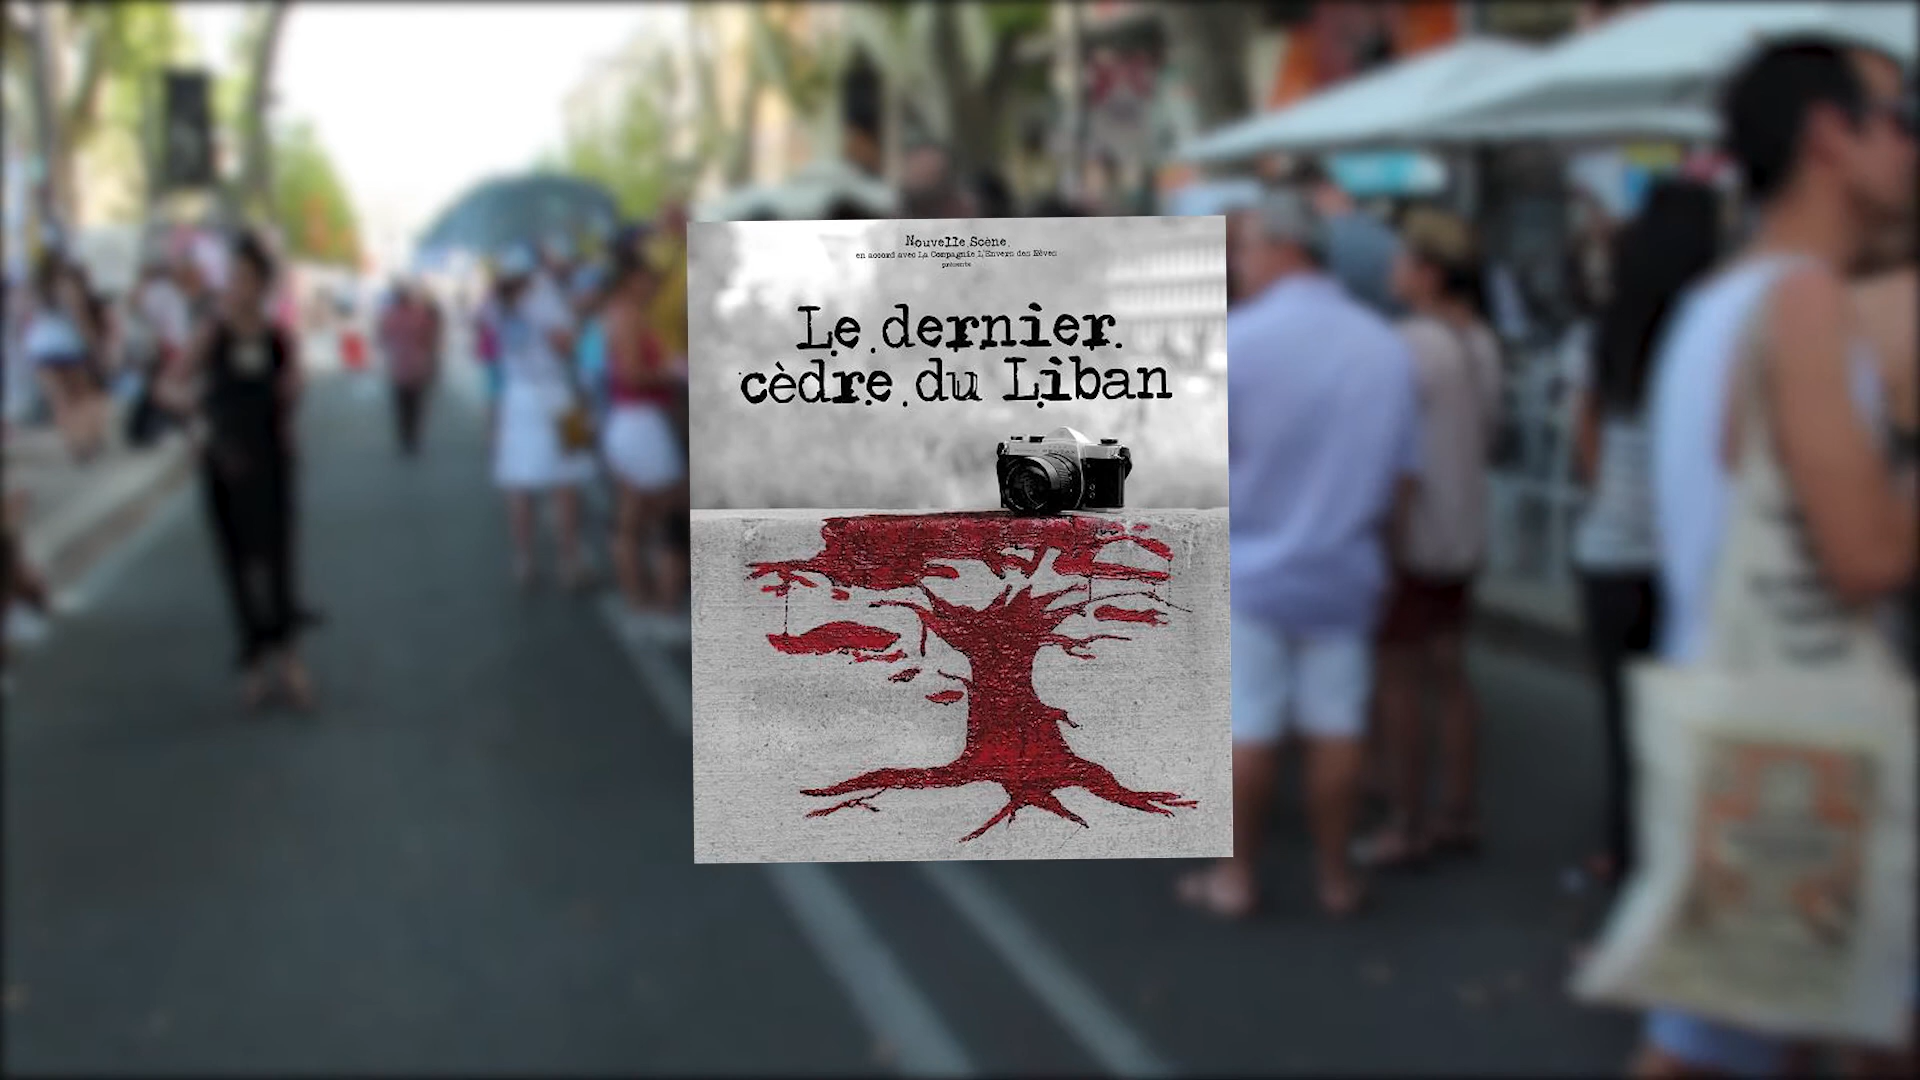 Nouvelle Scène
en accord avec La Compagnie L'Envers des Rêves
présente
Le dernier
cèdre du Liban